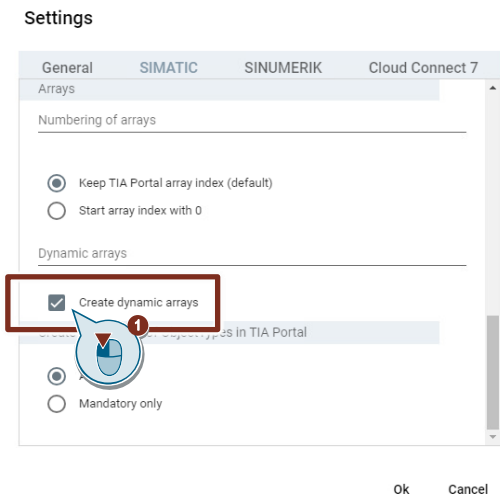 Settings
General SIMATIC SINUMERIK Cloud Connect 7
Arrays
Numbering of arrays
Keep TIA Portal array index (default)
Start array index with 0
Dynamic arrays
Create dynamic arrays
1
types in TIA Portal
Mandatory only
Ok Cancel